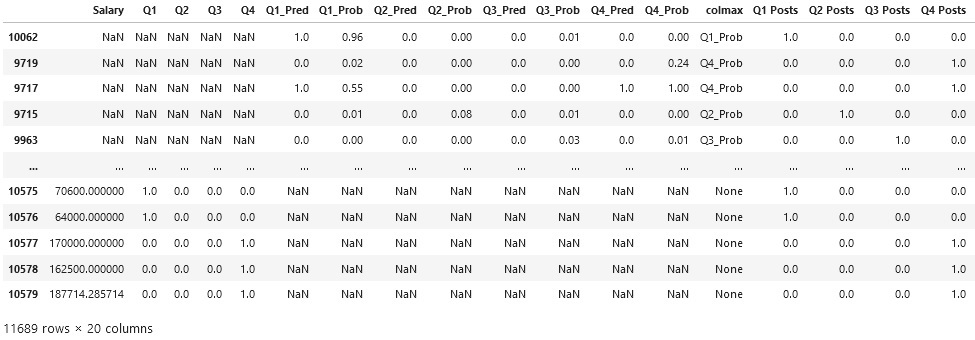 Salary Q1 Q2 Q3 Q4 Q1_Pred Q1_Prob Q2_Pred Q2_Prob Q3_Pred Q3_Prob Q4_Pred Q4_Prob colmax Q1 Posts Q2 Posts Q3 Posts Q4 Posts
10062 NaN NaN NaN NaN NaN 1.0 0.96 0.0 0.00 0.0 0.01 0.0 0.00 Q1_Prob 1.0 0.0 0.0 0.0
9719 NaN NaN NaN NaN NaN 0.0 0.02 0.0 0.00 0.0 0.00 0.0 0.24 Q4_Prob 0.0 0.0 0.0 1.0
9717 NaN NaN NaN NaN NaN 1.0 0.55 0.0 0.00 0.0 0.00 1.0 1.00 Q4_Prob 0.0 0.0 0.0 1.0
9715 NaN NaN NaN NaN NaN 0.0 0.01 0.0 0.08 0.0 0.01 0.0 0.00 Q2_Prob 0.0 1.0 0.0 0.0
9963 NaN NaN NaN NaN NaN 0.0 0.00 0.0 0.00 0.0 0.03 0.0 0.01 Q3_Prob 0.0 0.0 1.0 0.0
... ... ... ... ... ... ... ... ... ... ... ... ... ... ... ... ... ... ...
10575 70600.000000 1.0 0.0 0.0 0.0 NaN NaN NaN NaN NaN NaN NaN NaN None 1.0 0.0 0.0 0.0
10576 64000.000000 1.0 0.0 0.0 0.0 NaN NaN NaN NaN NaN NaN NaN NaN None 1.0 0.0 0.0 0.0
10577 170000.000000 0.0 0.0 0.0 1.0 NaN NaN NaN NaN NaN NaN NaN NaN None 0.0 0.0 0.0 1.0
10578 162500.000000 0.0 0.0 0.0 1.0 NaN NaN NaN NaN NaN NaN NaN NaN None 0.0 0.0 0.0 1.0
10579 187714.285714 0.0 0.0 0.0 1.0 NaN NaN NaN NaN NaN NaN NaN NaN None 0.0 0.0 0.0 1.0
11689 rows × 20 columns